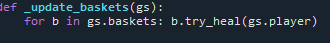 def _update_baskets(gs):
    for b in gs.baskets: b.try_heal(gs.player)